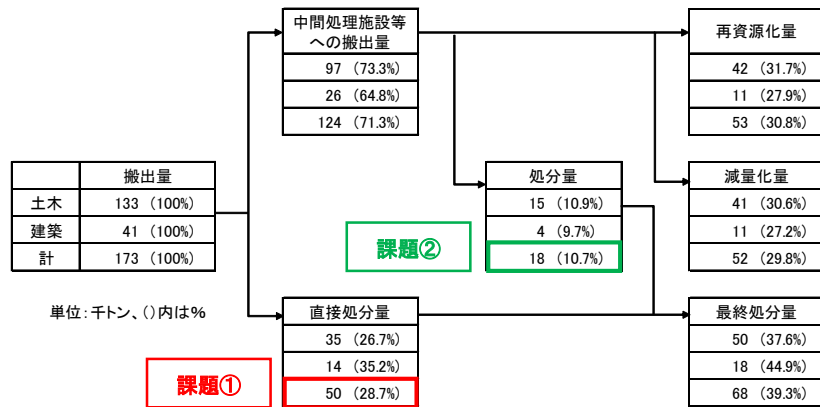 中間処理施設等
への搬出量
97 (73.3%)
26 (64.8%)
124 (71.3%)
再資源化量
42 (31.7%)
11 (27.9%)
53 (30.8%)
搬出量
土木 133 (100%)
建築 41 (100%)
計 173 (100%)
単位:千トン、()内は%
処分量
15 (10.9%)
4 (9.7%)
18 (10.7%)
課題②
減量化量
41 (30.6%)
11 (27.2%)
52 (29.8%)
直接処分量
35 (26.7%)
14 (35.2%)
50 (28.7%)
課題①
最終処分量
50 (37.6%)
18 (44.9%)
68 (39.3%)